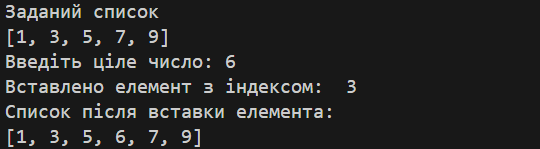 Заданий список
[1, 3, 5, 7, 9]
Введіть ціле число: 6
Вставлено елемент з індексом:  3
Список після вставки елемента:
[1, 3, 5, 6, 7, 9]